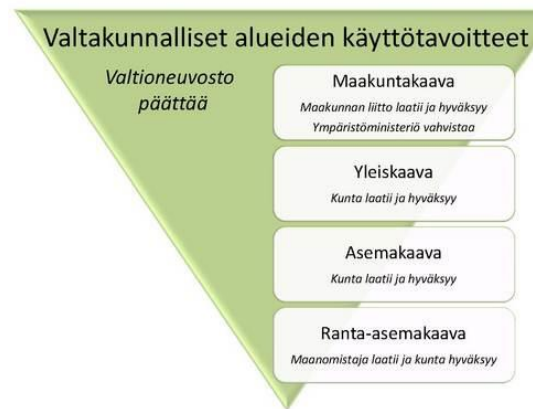 Valtakunnalliset alueiden käyttötavoitteet
Valtioneuvosto
päättää
Maakuntakaava
Maakunnan liitto laatii ja hyväksyy
Ympäristöministeriö vahvistaa
Yleiskaava
Kunta laatii ja hyväksyy
Asemakaava
Kunta laatii ja hyväksyy
Ranta-asemakaava
Maanomistaja laatii ja kunta hyväksyy